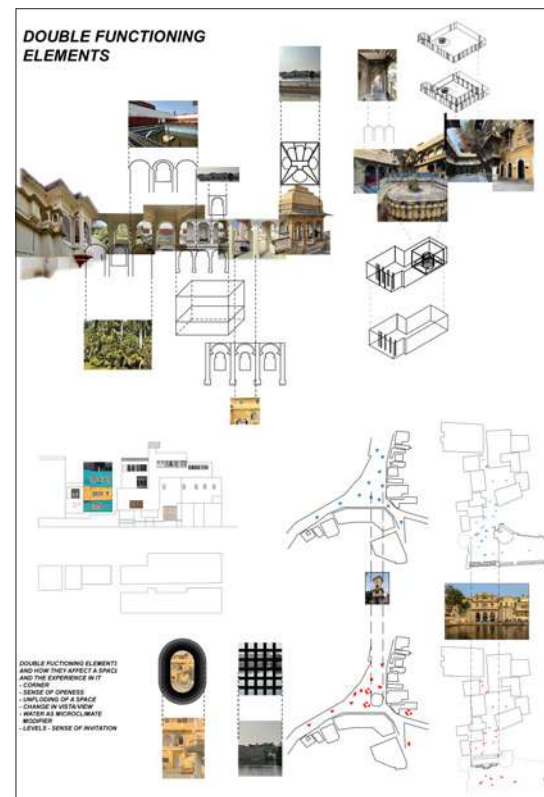 DOUBLE FUNCTIONING
ELEMENTS
DOUBLE FUCTIONING ELEMENTS
AND HOW THEY AFFECT A SPACE
AND THE EXPERIENCE IN IT
- CORNER
- SENSE OF OPENESS
- UNFLODING OF A SPACE
- CHANGE IN VISTA/VIEW
- WATER AS MICROCLIMATE
MODIFIER
- LEVELS - SENSE OF INVITATION